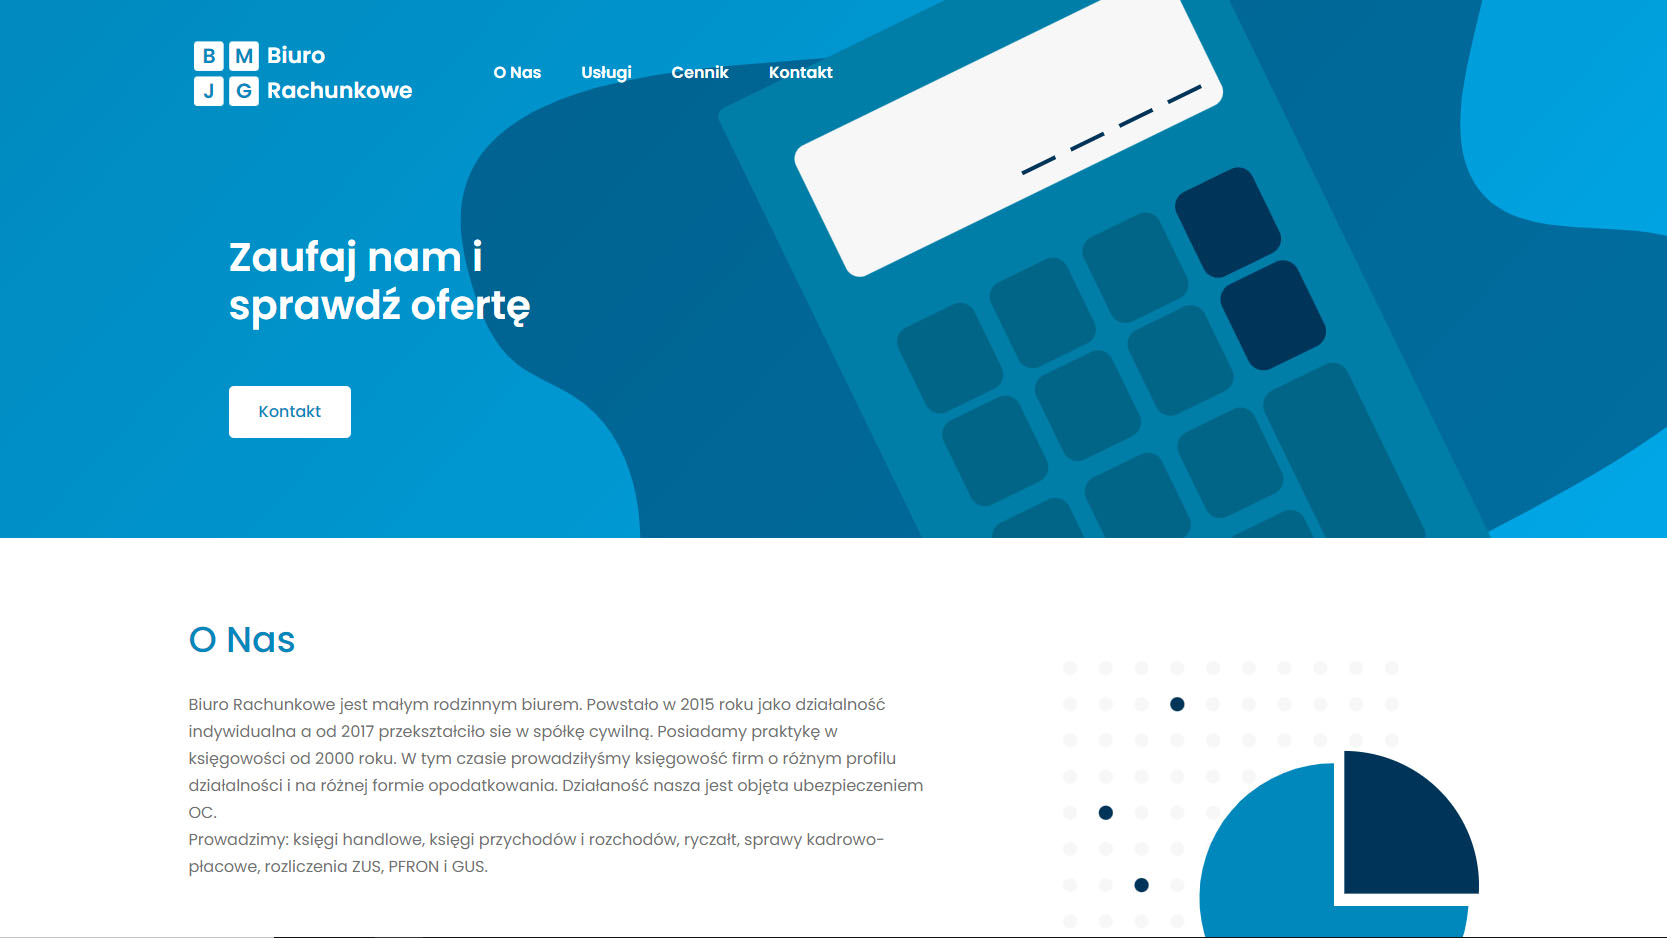 B M Biuro
J G Rachunkowe
O Nas Usługi Cennik Kontakt
Zaufaj nam i
sprawdź ofertę
Kontakt
O Nas
Biuro Rachunkowe jest małym rodzinnym biurem. Powstało w 2015 roku jako działalność
indywidualna a od 2017 przekształciło sie w spółkę cywilną. Posiadamy praktykę w
księgowości od 2000 roku. W tym czasie prowadziłyśmy księgowość firm o różnym profilu
działalności i na różnej formie opodatkowania. Działaność nasza jest objęta ubezpieczeniem
OC.
Prowadzimy: księgi handlowe, księgi przychodów i rozchodów, ryczałt, sprawy kadrowo-
płacowe, rozliczenia ZUS, PFRON i GUS.